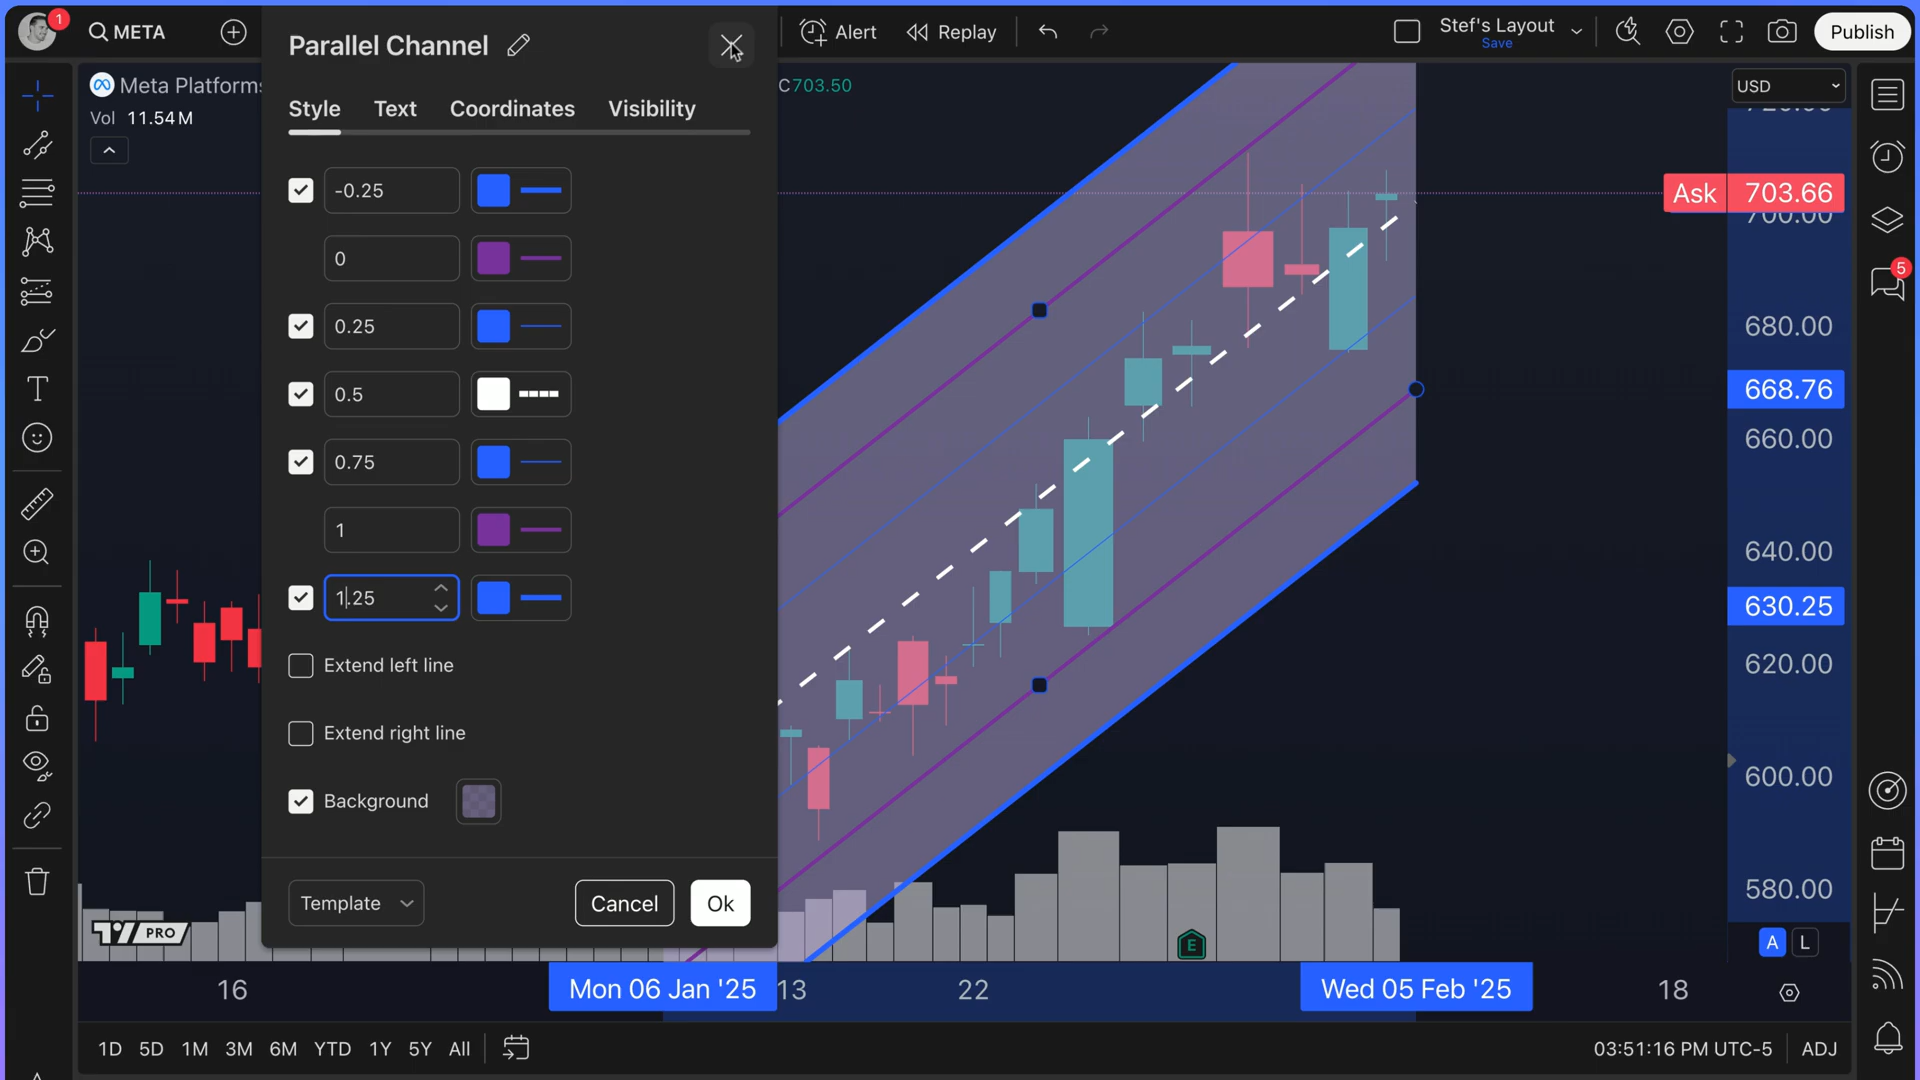 1
META
Alert
Replay
Stef's Layout
Save
Publish
Meta Platforms
C703.50
Vol 11.54M
USD
Parallel Channel
Style Text Coordinates Visibility
-0.25
0
0.25
0.5
0.75
1
1.25
Extend left line
Extend right line
Background
Template
Cancel
Ok
Ask 703.66
700.00
680.00
668.76
660.00
640.00
630.25
620.00
600.00
580.00
5
A L
PRO
E
16
Mon 06 Jan '25
13
22
Wed 05 Feb '25
18
1D 5D 1M 3M 6M YTD 1Y 5Y All
03:51:16 PM UTC-5
ADJ